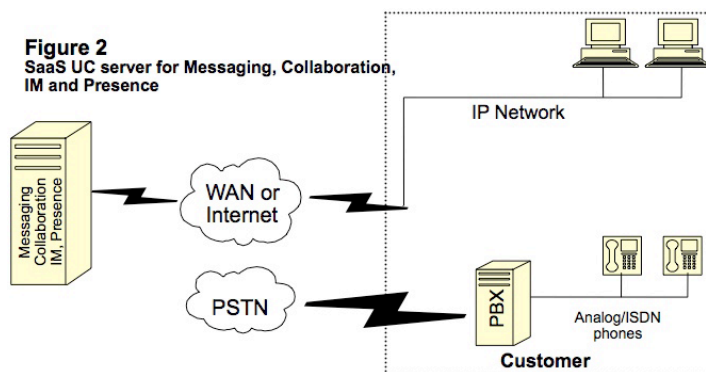 Figure 2
SaaS UC server for Messaging, Collaboration,
IM and Presence
IP Network
Messaging
Collaboration
IM, Presence
WAN or
Internet
PSTN
PBX
Analog/ISDN
phones
Customer